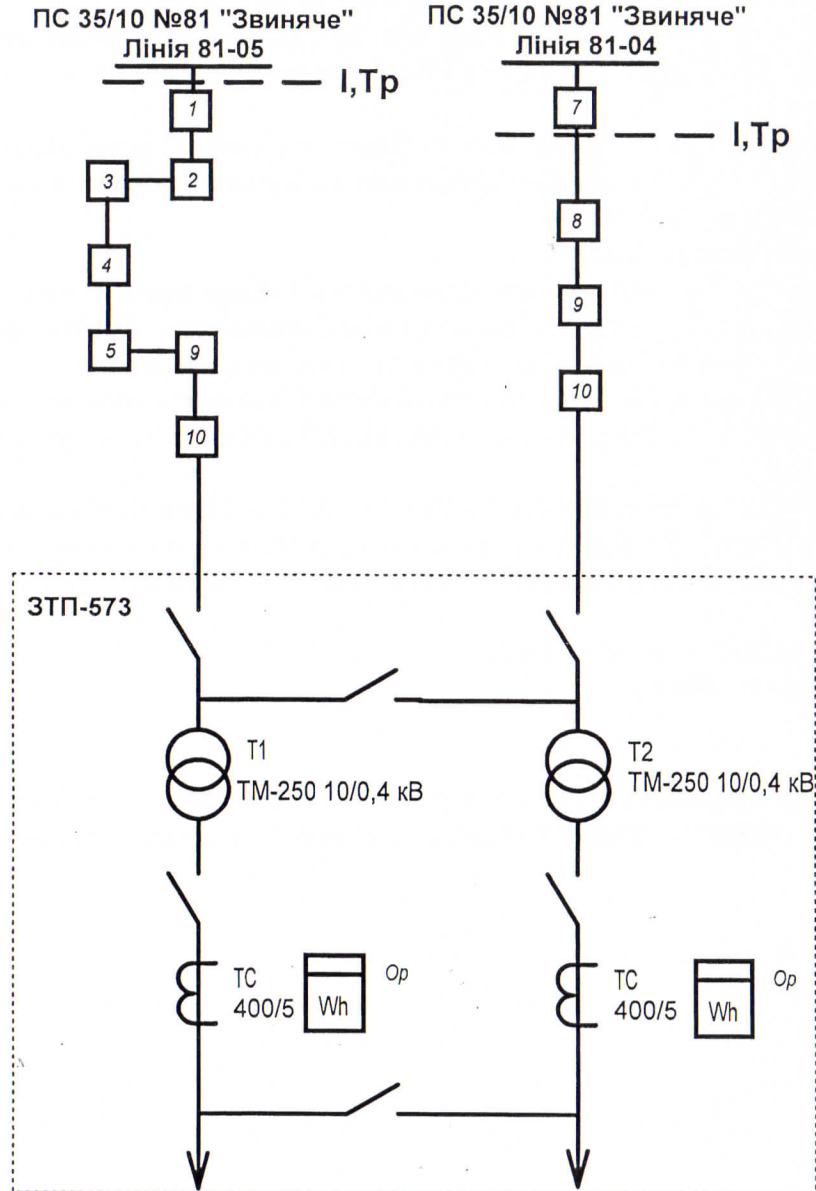 ПС 35/10 №81 "Звиняче"
Лінія 81-05
І,Тр
1
2
3
4
5
9
10
ПС 35/10 №81 "Звиняче"
Лінія 81-04
І,Тр
7
8
9
10
ЗТП-573
Т1
ТМ-250 10/0,4 кВ
Т2
ТМ-250 10/0,4 кВ
ТС
400/5
Wh
Ор
ТС
400/5
Wh
Ор